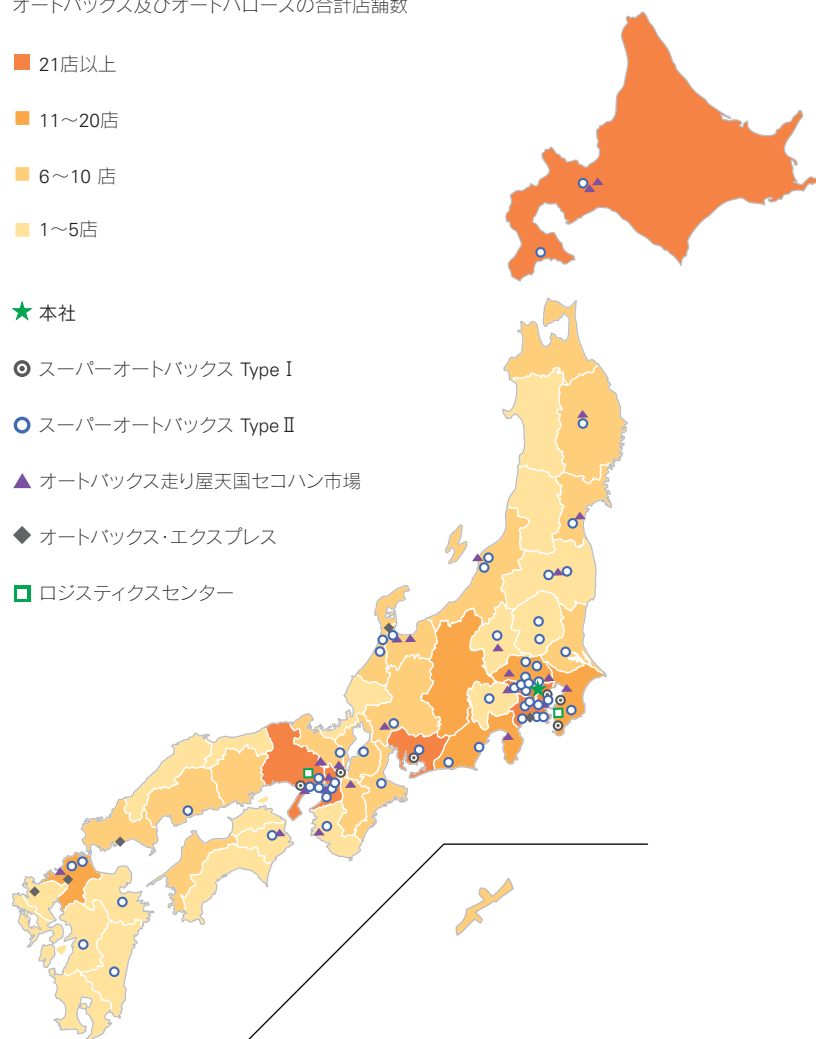 オートバックス及びオートハローズの合計店舗数
21店以上
11～20店
6～10 店
1～5店
本社
スーパーオートバックス Type Ⅰ
スーパーオートバックス Type Ⅱ
オートバックス走り屋天国セコハン市場
オートバックス・エクスプレス
ロジスティクスセンター